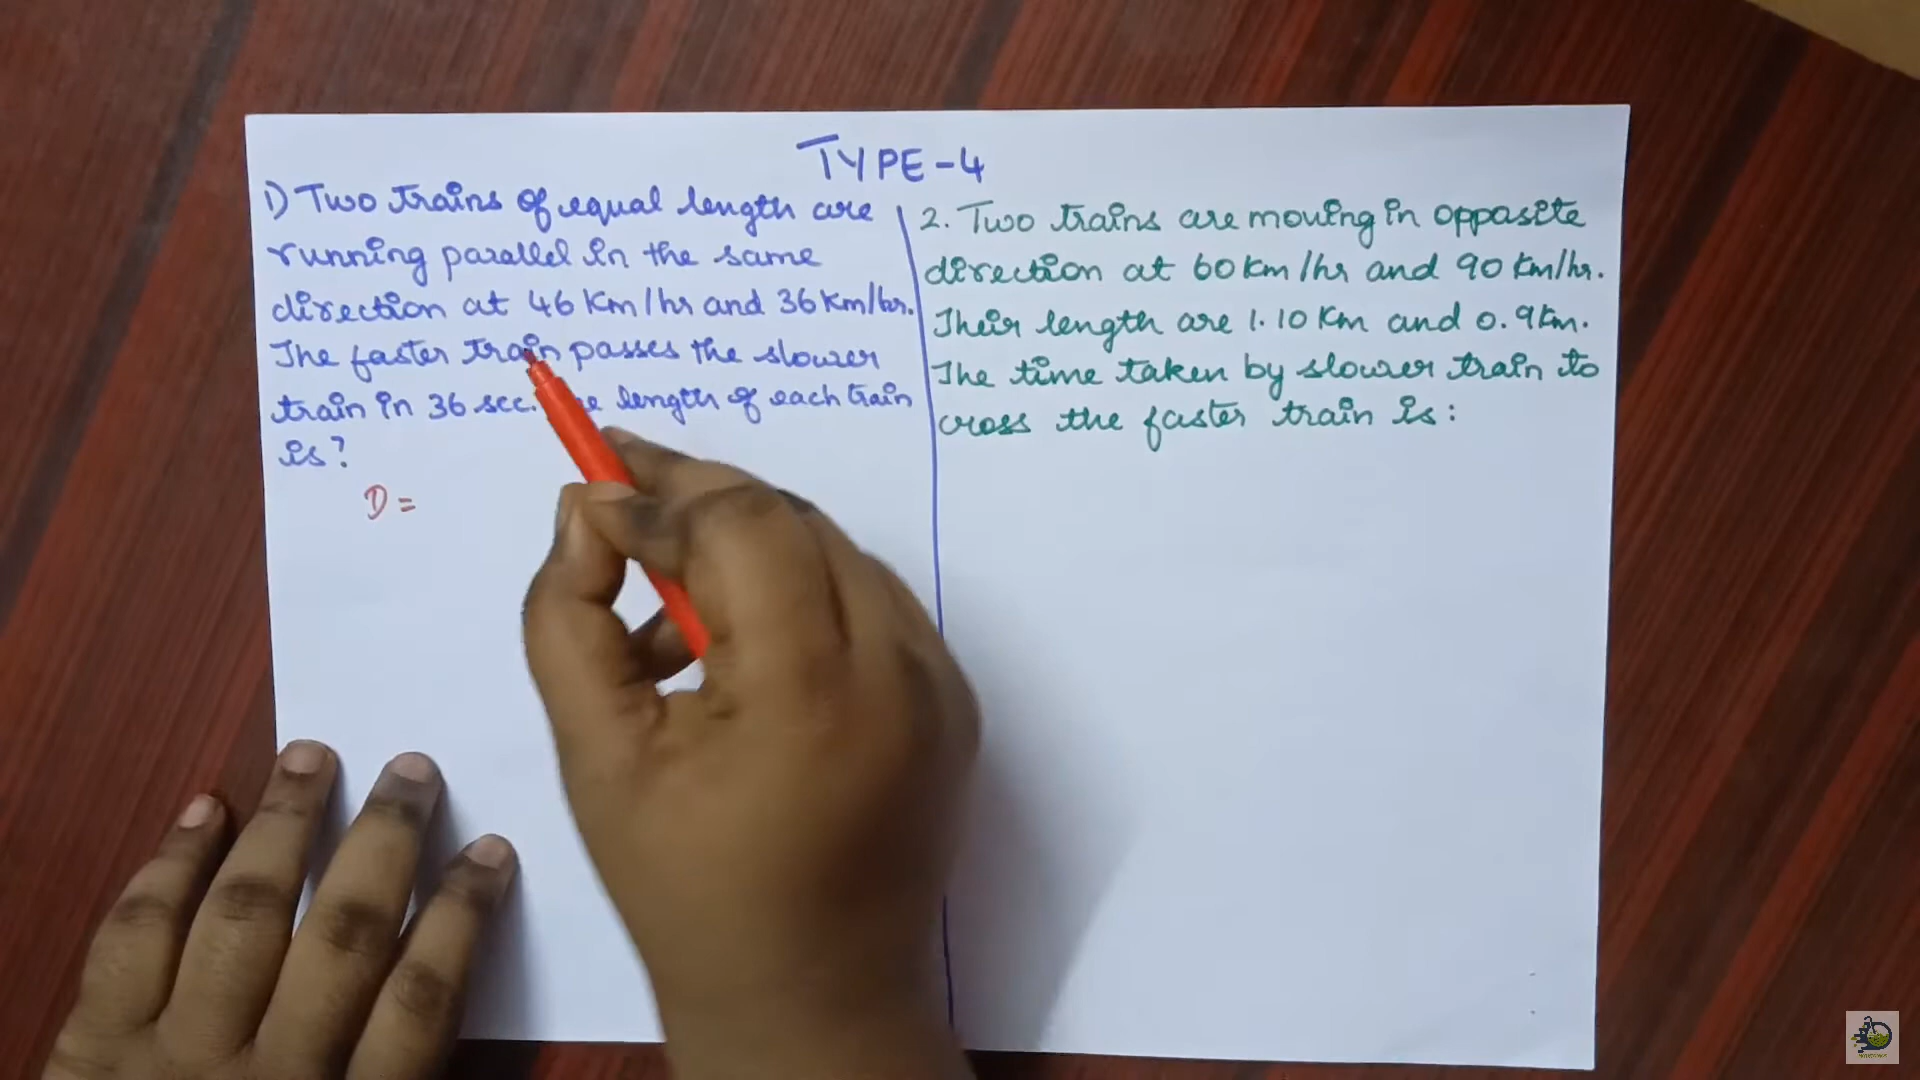 TYPE-4
1) Two trains of equal length are
running parallel in the same
direction at 46 Km/hr and 36 Km/hr.
The faster train passes the slower
train in 36 sec. length of each train
is?
D =
2. Two trains are moving in opposite
direction at 60 km/hr and 90 Km/hr.
Their length are 1.10 Km and 0.9 Km.
The time taken by slower train to
cross the faster train is: